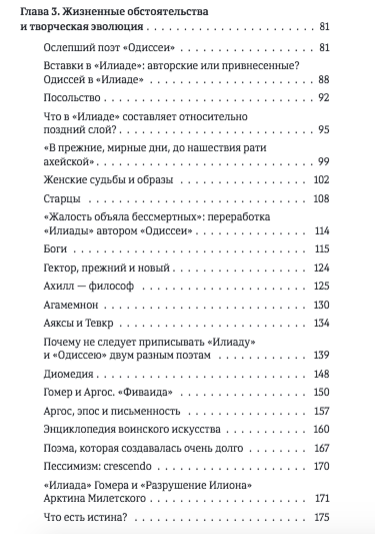 Глава 3. Жизненные обстоятельства
и творческая эволюция . . . . . . . . . . . . . . . . . . . . . . . . 81
Ослепший поэт «Одиссеи» . . . . . . . . . . . . . . . . . . . . 81
Вставки в «Илиаде»: авторские или привнесенные?
Одиссей в «Илиаде» . . . . . . . . . . . . . . . . . . . . . . . . 88
Посольство . . . . . . . . . . . . . . . . . . . . . . . . . . . . . . 92
Что в «Илиаде» составляет относительно
поздний слой? . . . . . . . . . . . . . . . . . . . . . . . . . . . . 95
«В прежние, мирные дни, до нашествия рати
ахейской» . . . . . . . . . . . . . . . . . . . . . . . . . . . . . . . 99
Женские судьбы и образы . . . . . . . . . . . . . . . . . . . 102
Старцы . . . . . . . . . . . . . . . . . . . . . . . . . . . . . . . . . 108
«Жалость объяла бессмертных»: переработка
«Илиады» автором «Одиссеи» . . . . . . . . . . . . . . . . 114
Боги . . . . . . . . . . . . . . . . . . . . . . . . . . . . . . . . . . . 115
Гектор, прежний и новый . . . . . . . . . . . . . . . . . . . . 124
Ахилл — философ . . . . . . . . . . . . . . . . . . . . . . . . . 125
Агамемнон . . . . . . . . . . . . . . . . . . . . . . . . . . . . . . 130
Аяксы и Тевкр . . . . . . . . . . . . . . . . . . . . . . . . . . . . 134
Почему не следует приписывать «Илиаду»
и «Одиссею» двум разным поэтам . . . . . . . . . . . . . 139
Диомедия . . . . . . . . . . . . . . . . . . . . . . . . . . . . . . . 148
Гомер и Аргос. «Фиваида» . . . . . . . . . . . . . . . . . . . 150
Аргос, эпос и письменность . . . . . . . . . . . . . . . . . . 157
Энциклопедия воинского искусства . . . . . . . . . . . . 160
Поэма, которая создавалась очень долго . . . . . . . . 167
Пессимизм: crescendo . . . . . . . . . . . . . . . . . . . . . . 170
«Илиада» Гомера и «Разрушение Илиона»
Арктина Милетского . . . . . . . . . . . . . . . . . . . . . . . . 171
Что есть истина? . . . . . . . . . . . . . . . . . . . . . . . . . . 175